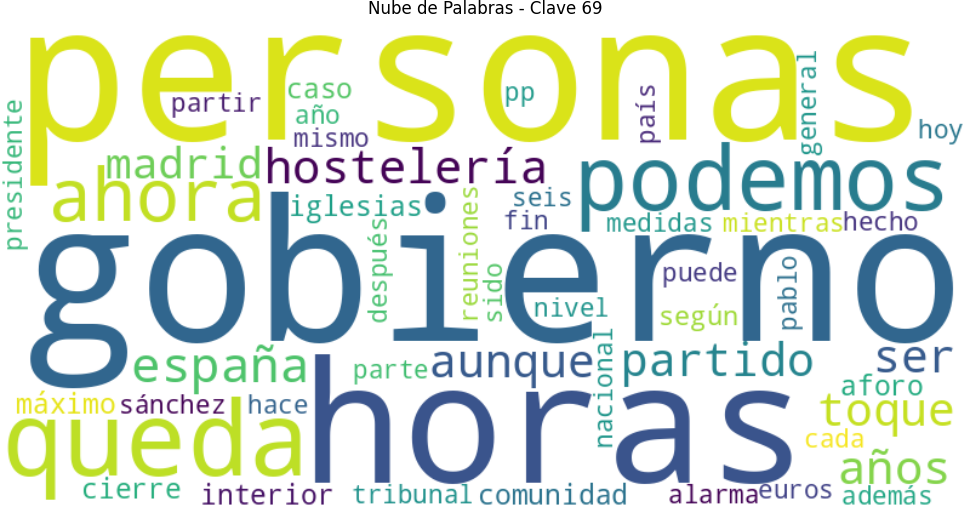 Nube de Palabras - Clave 69
personas
partir
caso
año
mismo
pp
país
general
hoy
presidente
madrid
hostelería
podemos
ahora
iglesias
después
reuniones
sido
seis
fin
medidas
mientras
hecho
gobierno
puede
pablo
nivel
según
españa
parte
aunque
nacional
partido
ser
aforo
máximo
sánchez
hace
horas
toque
queda
cada
años
cierre
interior
tribunal
comunidad
alarma
euros
además